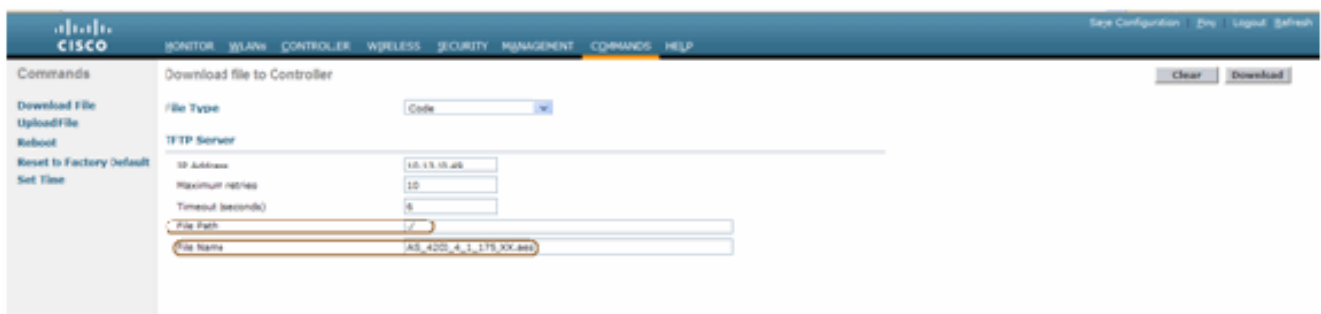 Save Configuration | Ping | Logout Refresh
CISCO
MONITOR WLANs CONTROLLER WIRELESS SECURITY MANAGEMENT COMMANDS HELP
Commands
Download file to Controller
Clear
Download
Download File
File Type
Code
Upload File
Reboot
TFTP Server
Reset to Factory Default
IP Address
Set Time
Maximum retries
10
Timeout (seconds)
6
File Path
./
File Name